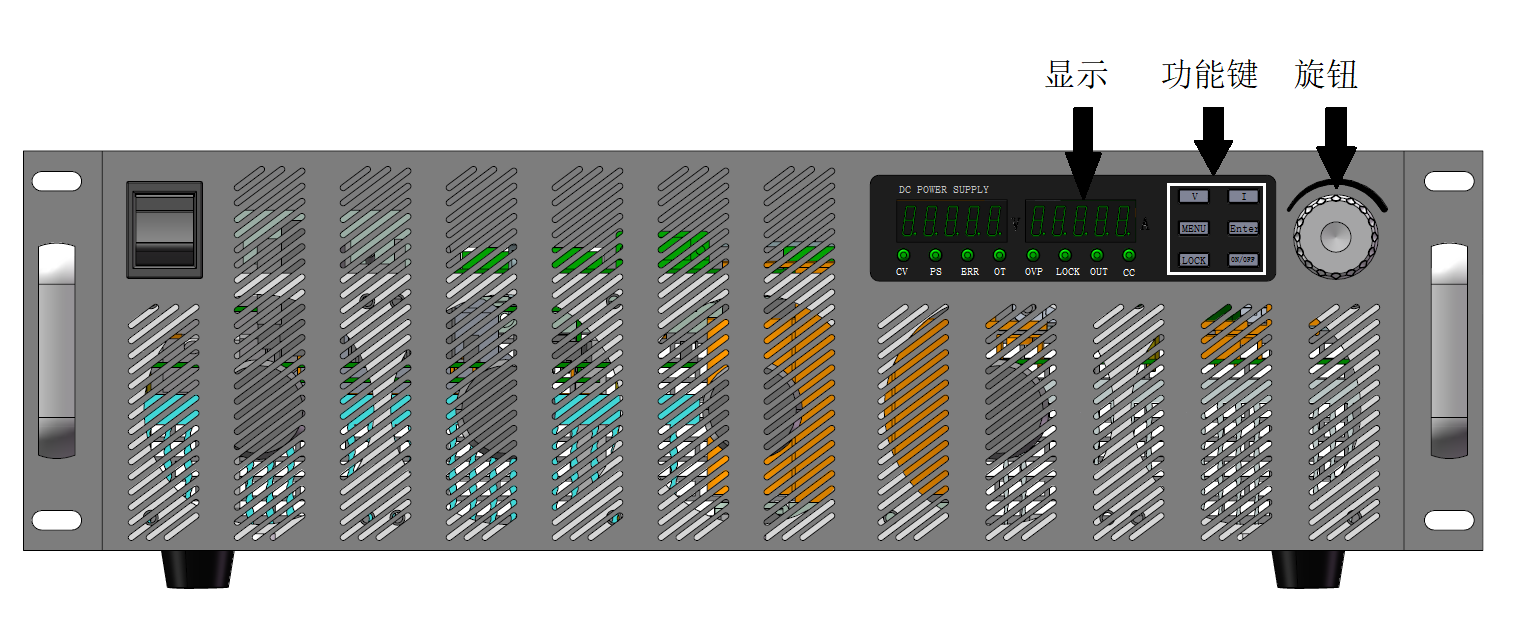 显示 功能键 旋钮
DC POWER SUPPLY
V A
V I
MENU Enter
LOCK ON/OFF
CV PS ERR OT OVP LOCK OUT CC